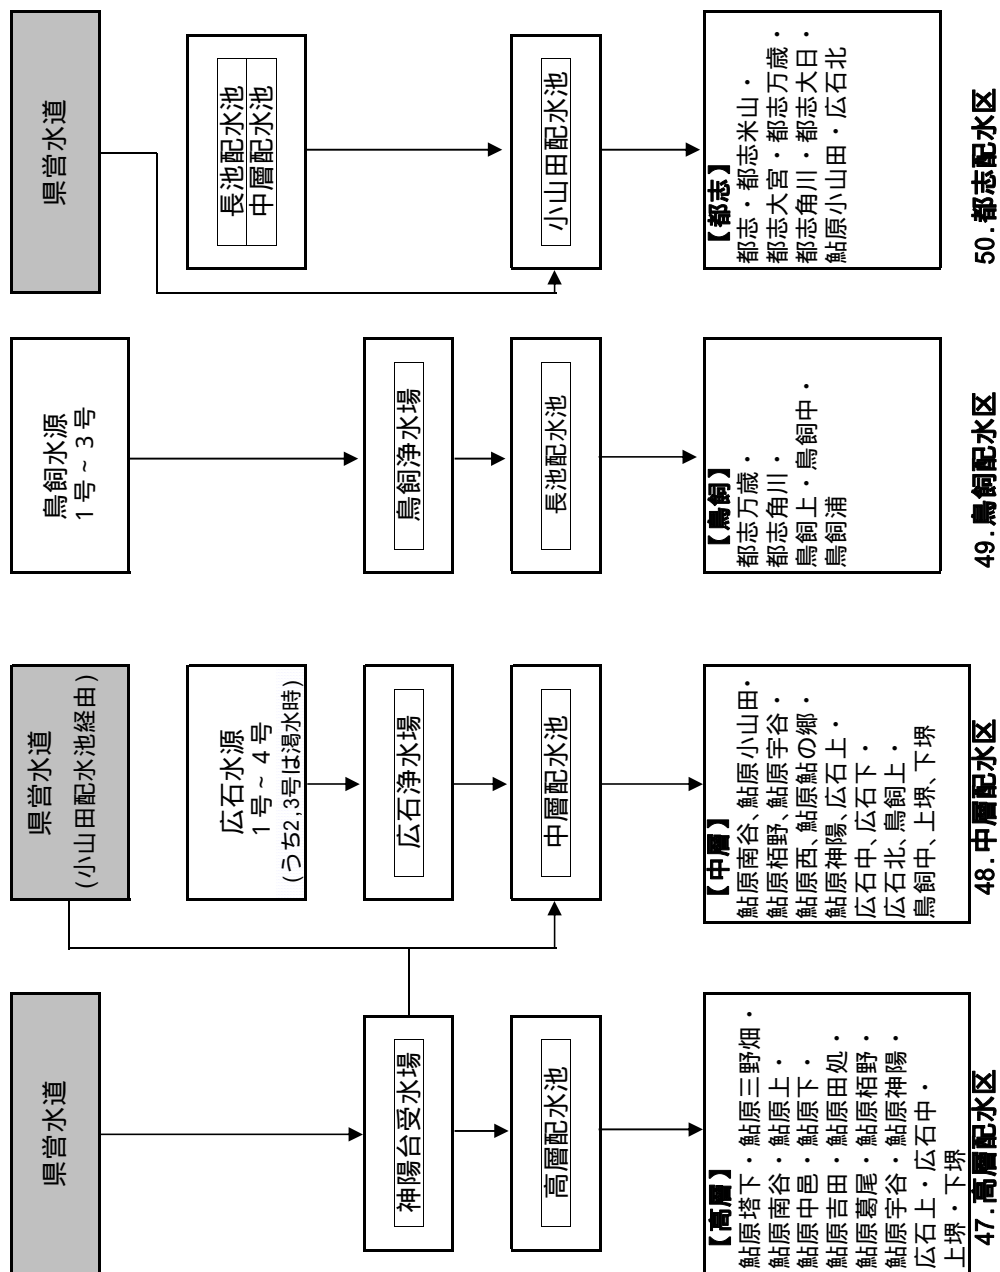 県営水道
神陽台受水場
高層配水池
【高層】
鮎原塔下・鮎原三野畑・
鮎原南谷・鮎原上・
鮎原中邑・鮎原下・
鮎原吉田・鮎原田処・
鮎原葛尾・鮎原栢野・
鮎原宇谷・鮎原神陽・
広石上・広石中・
上堺・下堺
47.高層配水区
県営水道
(小山田配水池経由)
広石水源
1号~4号
(うち2,3号は渇水時)
広石浄水場
中層配水池
【中層】
鮎原南谷、鮎原小山田・
鮎原栢野、鮎原宇谷・
鮎原西、鮎原鮎の郷・
鮎原神陽、広石上・
広石中、広石下・
広石北、鳥飼上・
鳥飼中、上堺、下堺
48.中層配水区
鳥飼水源
1号~3号
鳥飼浄水場
長池配水池
【鳥飼】
都志万歳・
都志角川・
鳥飼上・鳥飼中・
鳥飼浦
49.鳥飼配水区
県営水道
長池配水池
中層配水池
小山田配水池
【都志】
都志・都志米山・
都志大宮・都志万歳・
都志角川・都志大日・
鮎原小山田・広石北
50.都志配水区